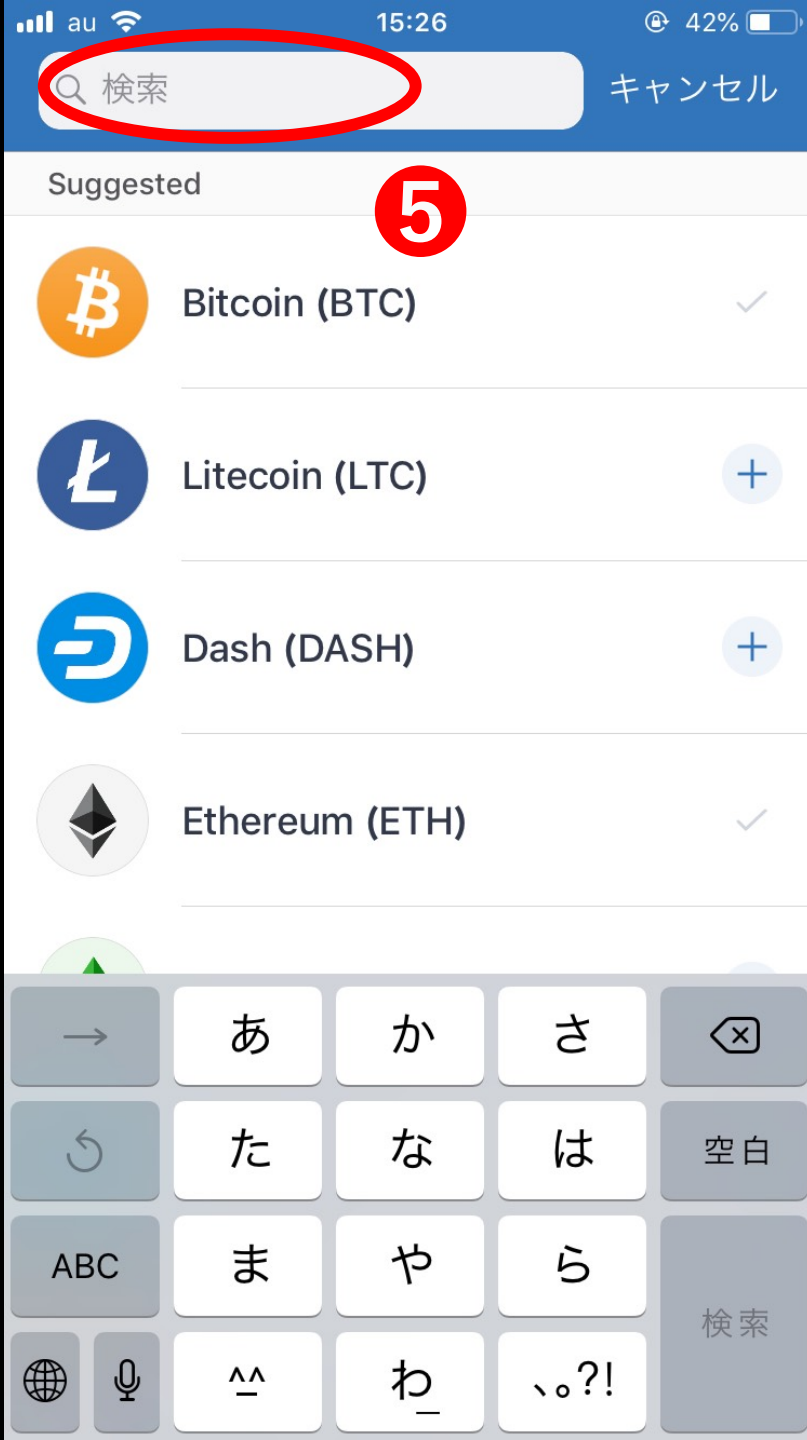 au 15:26 42%
検索 キャンセル
Suggested
5
Bitcoin (BTC)
Litecoin (LTC)
Dash (DASH)
Ethereum (ETH)
→ あ か さ
た な は 空白
ABC ま や ら
検索
^_^ わ_ 、。?!